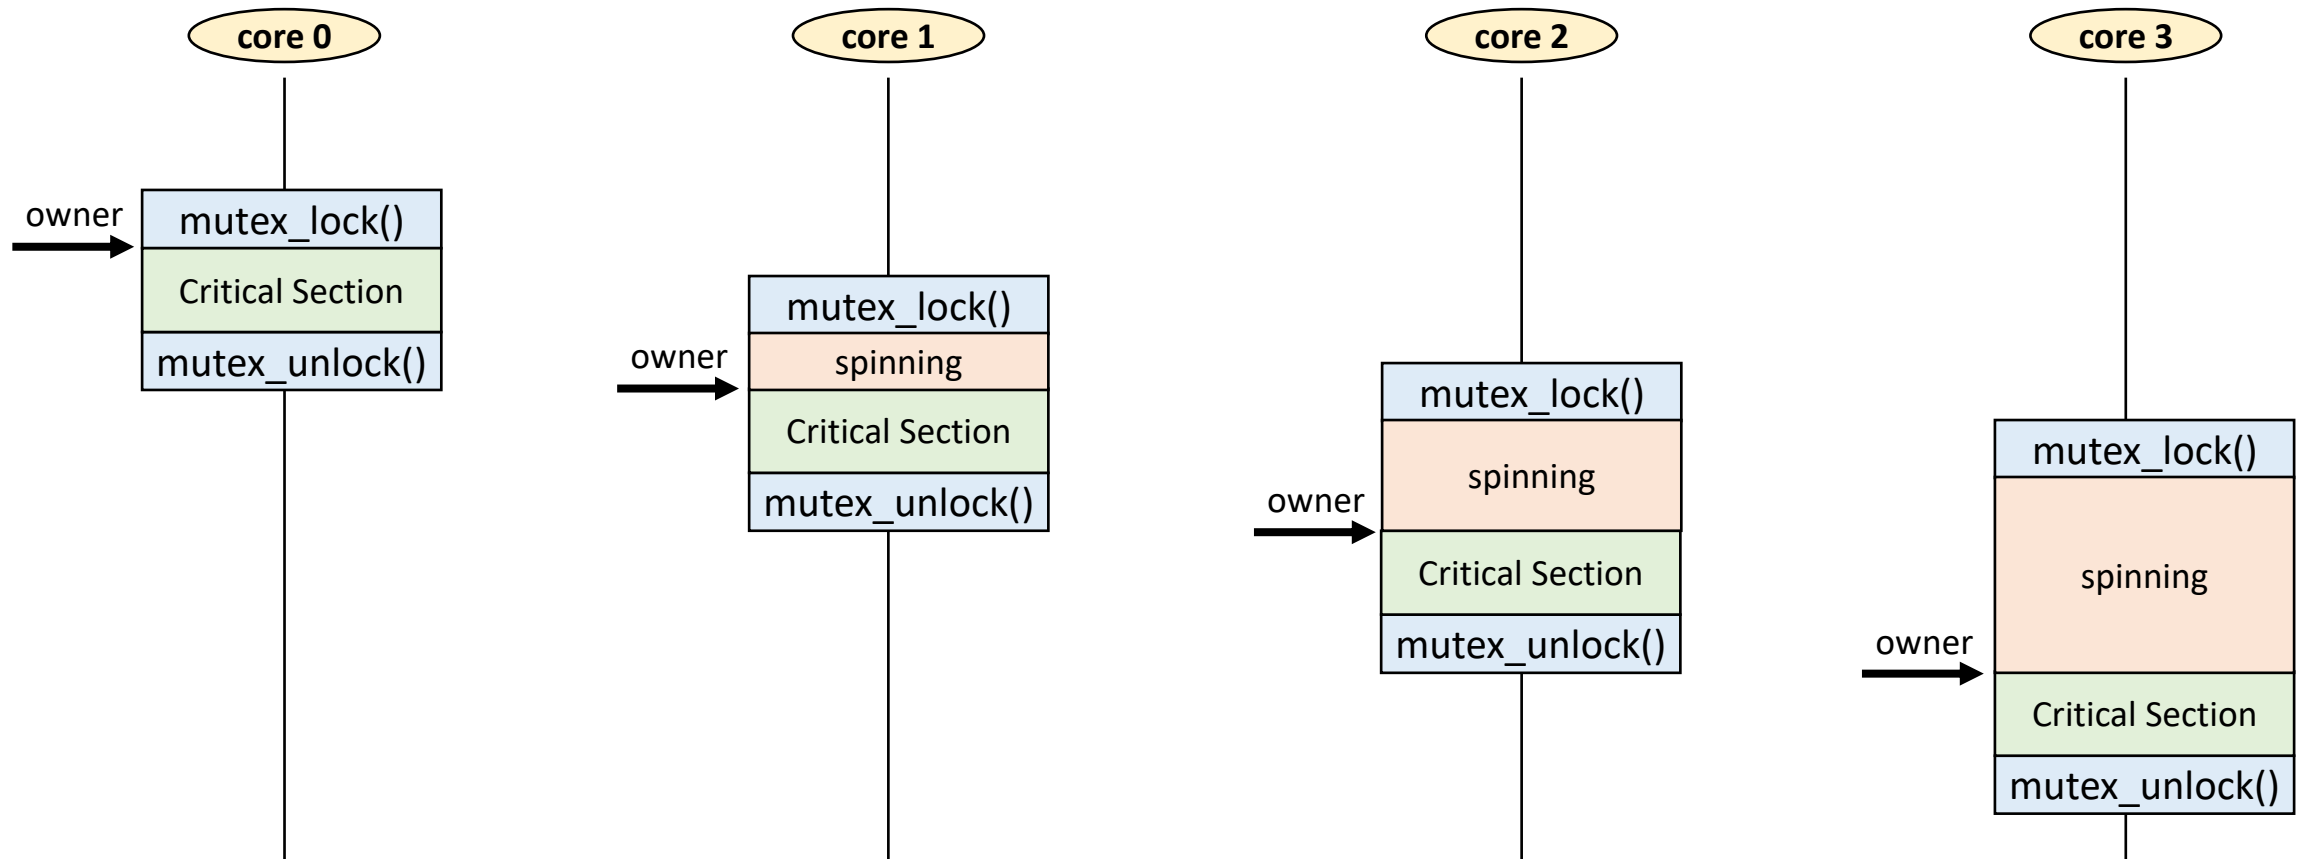 core 0
owner
mutex_lock()
Critical Section
mutex_unlock()
core 1
mutex_lock()
owner
spinning
Critical Section
mutex_unlock()
core 2
mutex_lock()
spinning
owner
Critical Section
mutex_unlock()
core 3
mutex_lock()
spinning
owner
Critical Section
mutex_unlock()